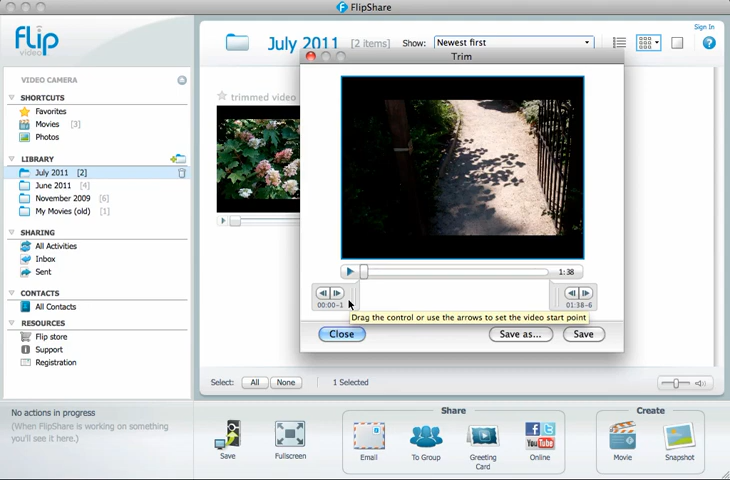 FlipShare
Sign In
flip
video
July 2011 [2 items] Show: Newest first
?
Trim
VIDEO CAMERA
SHORTCUTS
Favorites
Movies [3]
Photos
LIBRARY
July 2011 [2]
June 2011 [4]
November 2009 [6]
My Movies (old) [1]
SHARING
All Activities
Inbox
Sent
CONTACTS
All Contacts
RESOURCES
Flip store
Support
Registration
trimmed video
1:38
00:00-1
01:38-6
Drag the control or use the arrows to set the video start point
Close
Save as...
Save
Select: All None 1 Selected
No actions in progress
(When FlipShare is working on something
you'll see it here.)
Share
Create
Save
Fullscreen
Email
To Group
Greeting
Card
f
You
Tube
Online
Movie
Snapshot